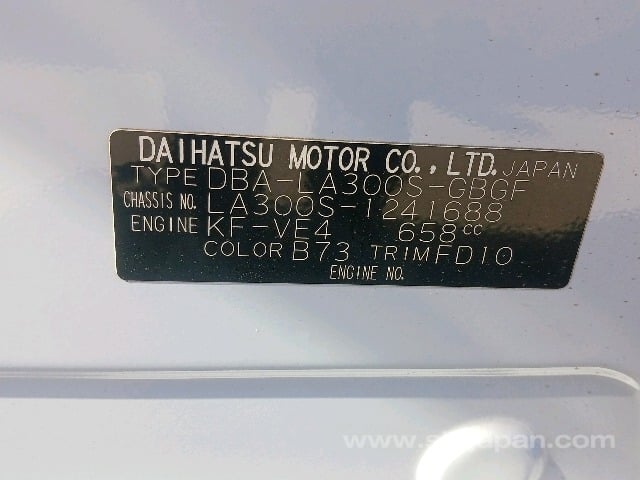 DAIHATSU MOTOR CO., LTD. JAPAN
TYPE DBA-LA300S-GBGF
CHASSIS NO. LA300S-1241688
ENGINE KF-VE4 658cc
COLOR B73 TRIM FD10
ENGINE NO.